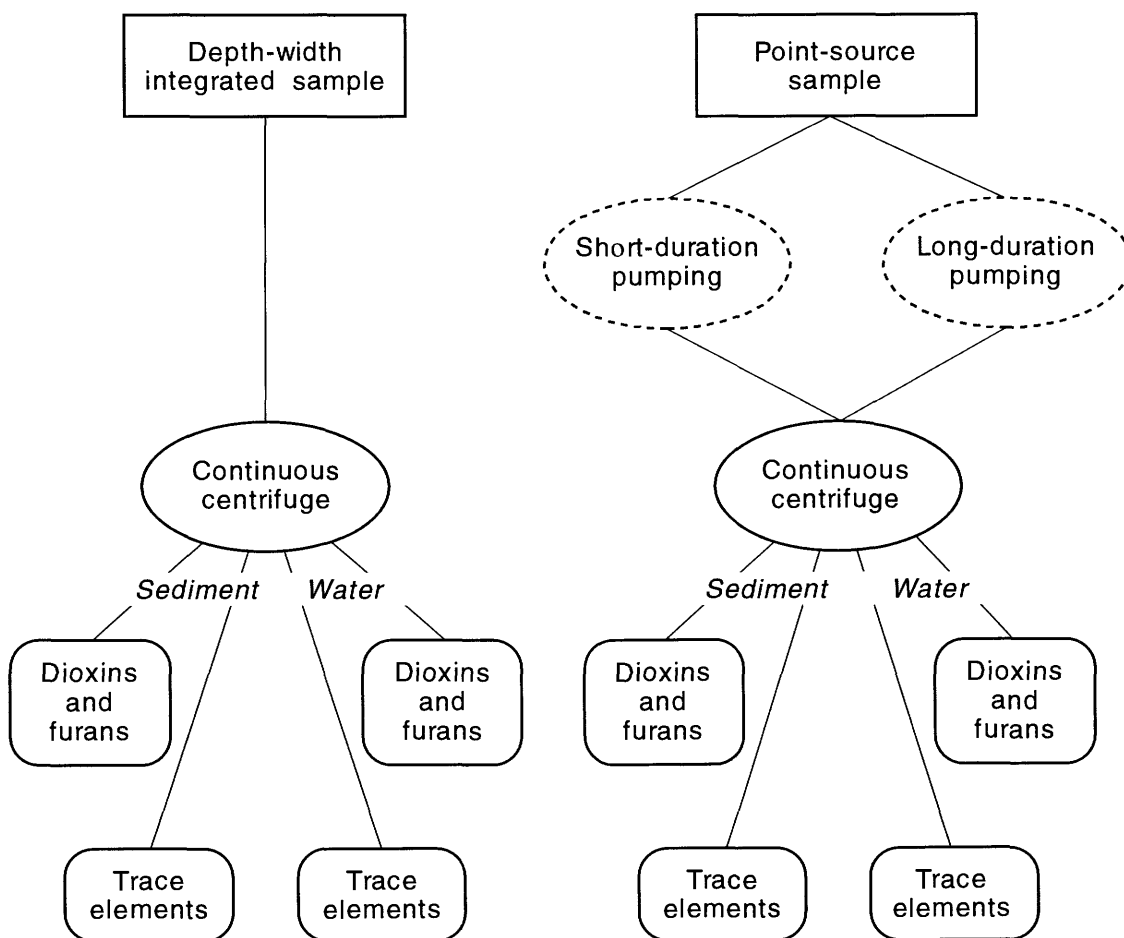 Depth-width
integrated sample
Point-source
sample
Short-duration
pumping
Long-duration
pumping
Continuous
centrifuge
Continuous
centrifuge
Sediment
Water
Sediment
Water
Dioxins
and
furans
Dioxins
and
furans
Dioxins
and
furans
Dioxins
and
furans
Trace
elements
Trace
elements
Trace
elements
Trace
elements